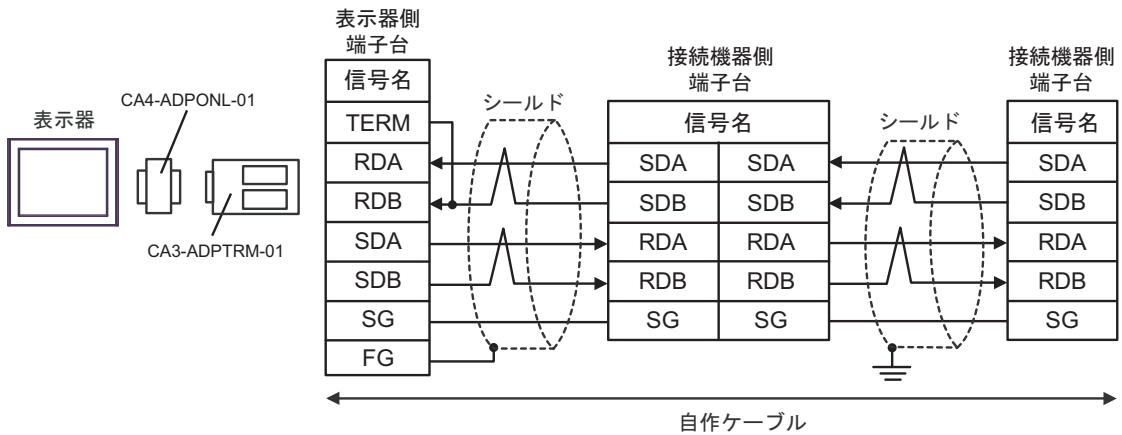 表示器
CA4-ADPONL-01
CA3-ADPTRM-01
表示器側
端子台
信号名
TERM
RDA
RDB
SDA
SDB
SG
FG
シールド
接続機器側
端子台
信号名
SDA SDA
SDB SDB
RDA RDA
RDB RDB
SG SG
シールド
接続機器側
端子台
信号名
SDA
SDB
RDA
RDB
SG
自作ケーブル